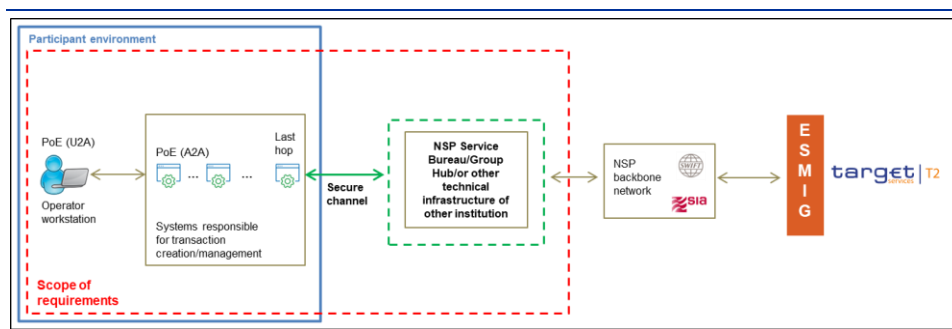 Participant environment
PoE (U2A)
Operator
workstation
PoE (A2A)
Last
hop
... ...
Systems responsible
for transaction
creation/management
Secure
channel
NSP Service
Bureau/Group
Hub/or other
technical
infrastructure of
other institution
NSP
backbone
network
SWIFT
SIA
E
S
M
I
G
target | T2
services
Scope of
requirements